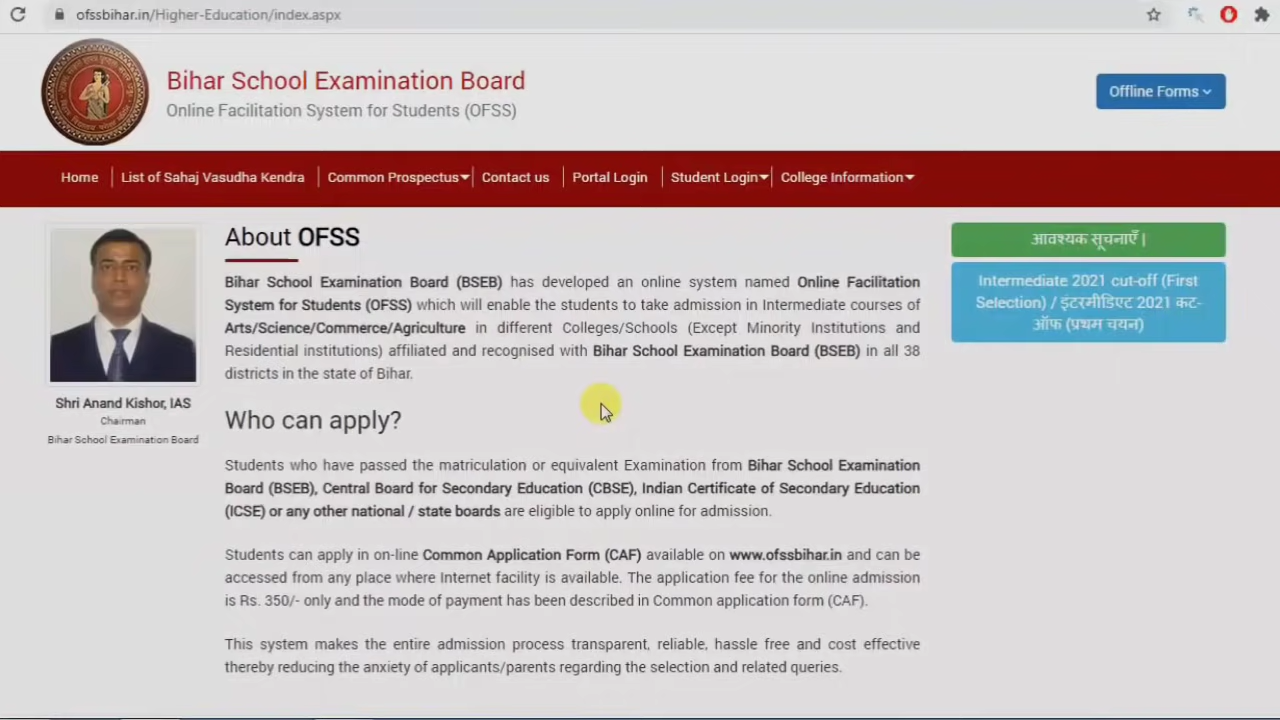 ofssbihar.in/Higher-Education/index.aspx
Bihar School Examination Board
Online Facilitation System for Students (OFSS)
Offline Forms
Home
List of Sahaj Vasudha Kendra
Common Prospectus
Contact us
Portal Login
Student Login
College Information
Shri Anand Kishor, IAS
Chairman
Bihar School Examination Board
About OFSS
Bihar School Examination Board (BSEB) has developed an online system named Online Facilitation
System for Students (OFSS) which will enable the students to take admission in Intermediate courses of
Arts/Science/Commerce/Agriculture in different Colleges/Schools (Except Minority Institutions and
Residential institutions) affiliated and recognised with Bihar School Examination Board (BSEB) in all 38
districts in the state of Bihar.
Who can apply?
Students who have passed the matriculation or equivalent Examination from Bihar School Examination
Board (BSEB), Central Board for Secondary Education (CBSE), Indian Certificate of Secondary Education
(ICSE) or any other national / state boards are eligible to apply online for admission.
Students can apply in on-line Common Application Form (CAF) available on www.ofssbihar.in and can be
accessed from any place where Internet facility is available. The application fee for the online admission
is Rs. 350/- only and the mode of payment has been described in Common application form (CAF).
This system makes the entire admission process transparent, reliable, hassle free and cost effective
thereby reducing the anxiety of applicants/parents regarding the selection and related queries.
आवश्यक सूचनाएँ |
Intermediate 2021 cut-off (First
Selection) / इंटरमीडिएट 2021 कट-
ऑफ (प्रथम चयन)